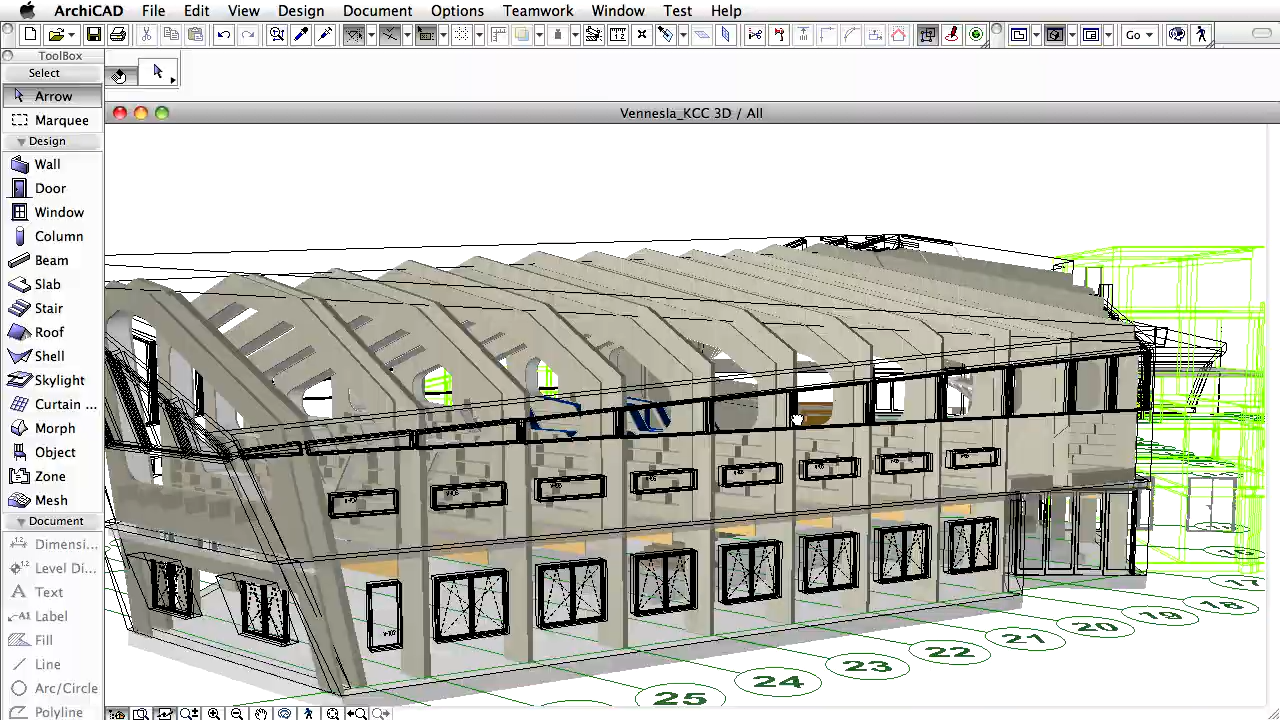 ArchiCAD File Edit View Design Document Options Teamwork Window Test Help
Go
ToolBox
Select
Arrow
Marquee
Design
Wall
Door
Window
Column
Beam
Slab
Stair
Roof
Shell
Skylight
Curtain ...
Morph
Object
Zone
Mesh
Document
Dimensi...
Level Di...
Text
Label
Fill
Line
Arc/Circle
Polyline
Vennesla_KCC 3D / All
17
18
19
20
21
22
23
24
25